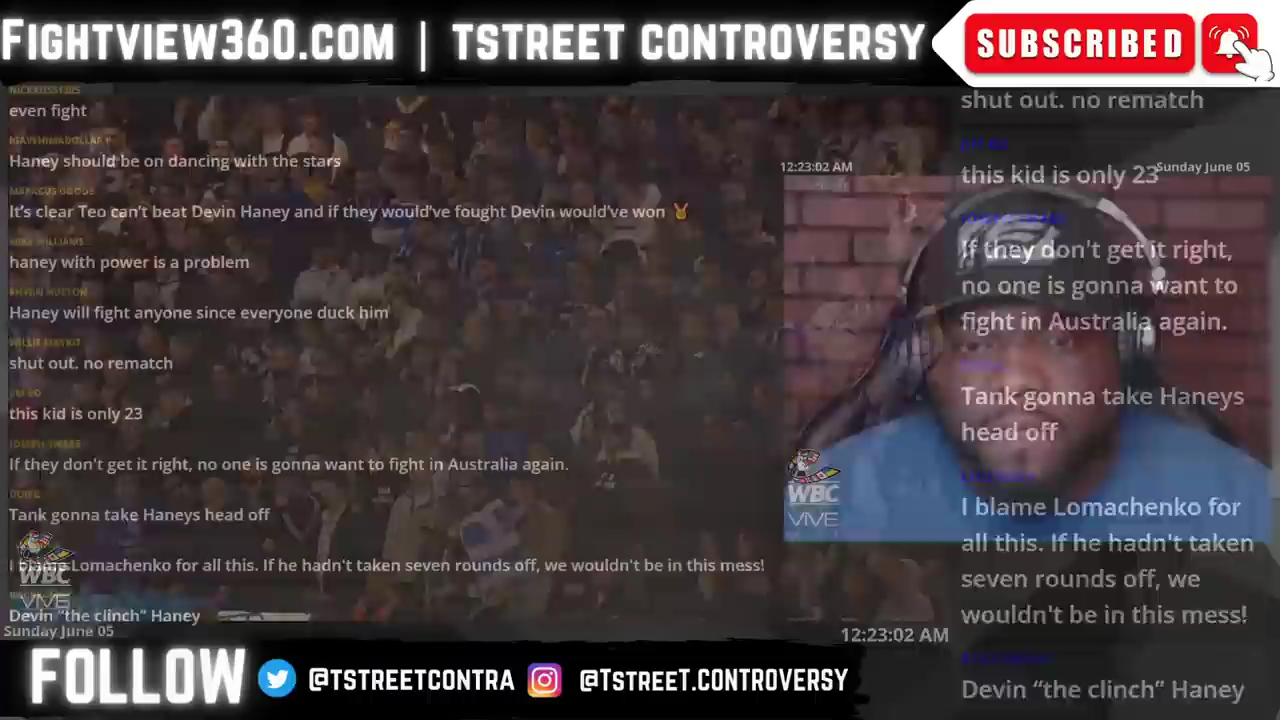 FIGHTVIEW360.COM | TSTREET CONTROVERSY
SUBSCRIBED
even fight
Haney should be on dancing with the stars
It's clear Teo can't beat Devin Haney and if they would've fought Devin would've won
MIKE WILLIAMS
haney with power is a problem
Haney will fight anyone since everyone duck him
shut out. no rematch
this kid is only 23
If they don't get it right, no one is gonna want to fight in Australia again.
Tank gonna take Haneys head off
I blame Lomachenko for all this. If he hadn't taken seven rounds off, we wouldn't be in this mess!
WBC
VIVE
Devin “the clinch” Haney
Sunday June 05
12:23:02 AM
12:23:02 AM
Sunday June 05
WBC
VIVE
shut out. no rematch
this kid is only 23
If they don't get it right,
no one is gonna want to
fight in Australia again.
Tank gonna take Haneys
head off
I blame Lomachenko for
all this. If he hadn't taken
seven rounds off, we
wouldn't be in this mess!
Devin “the clinch” Haney
FOLLOW @TSTREETCONTRA @TSTREET.CONTROVERSY